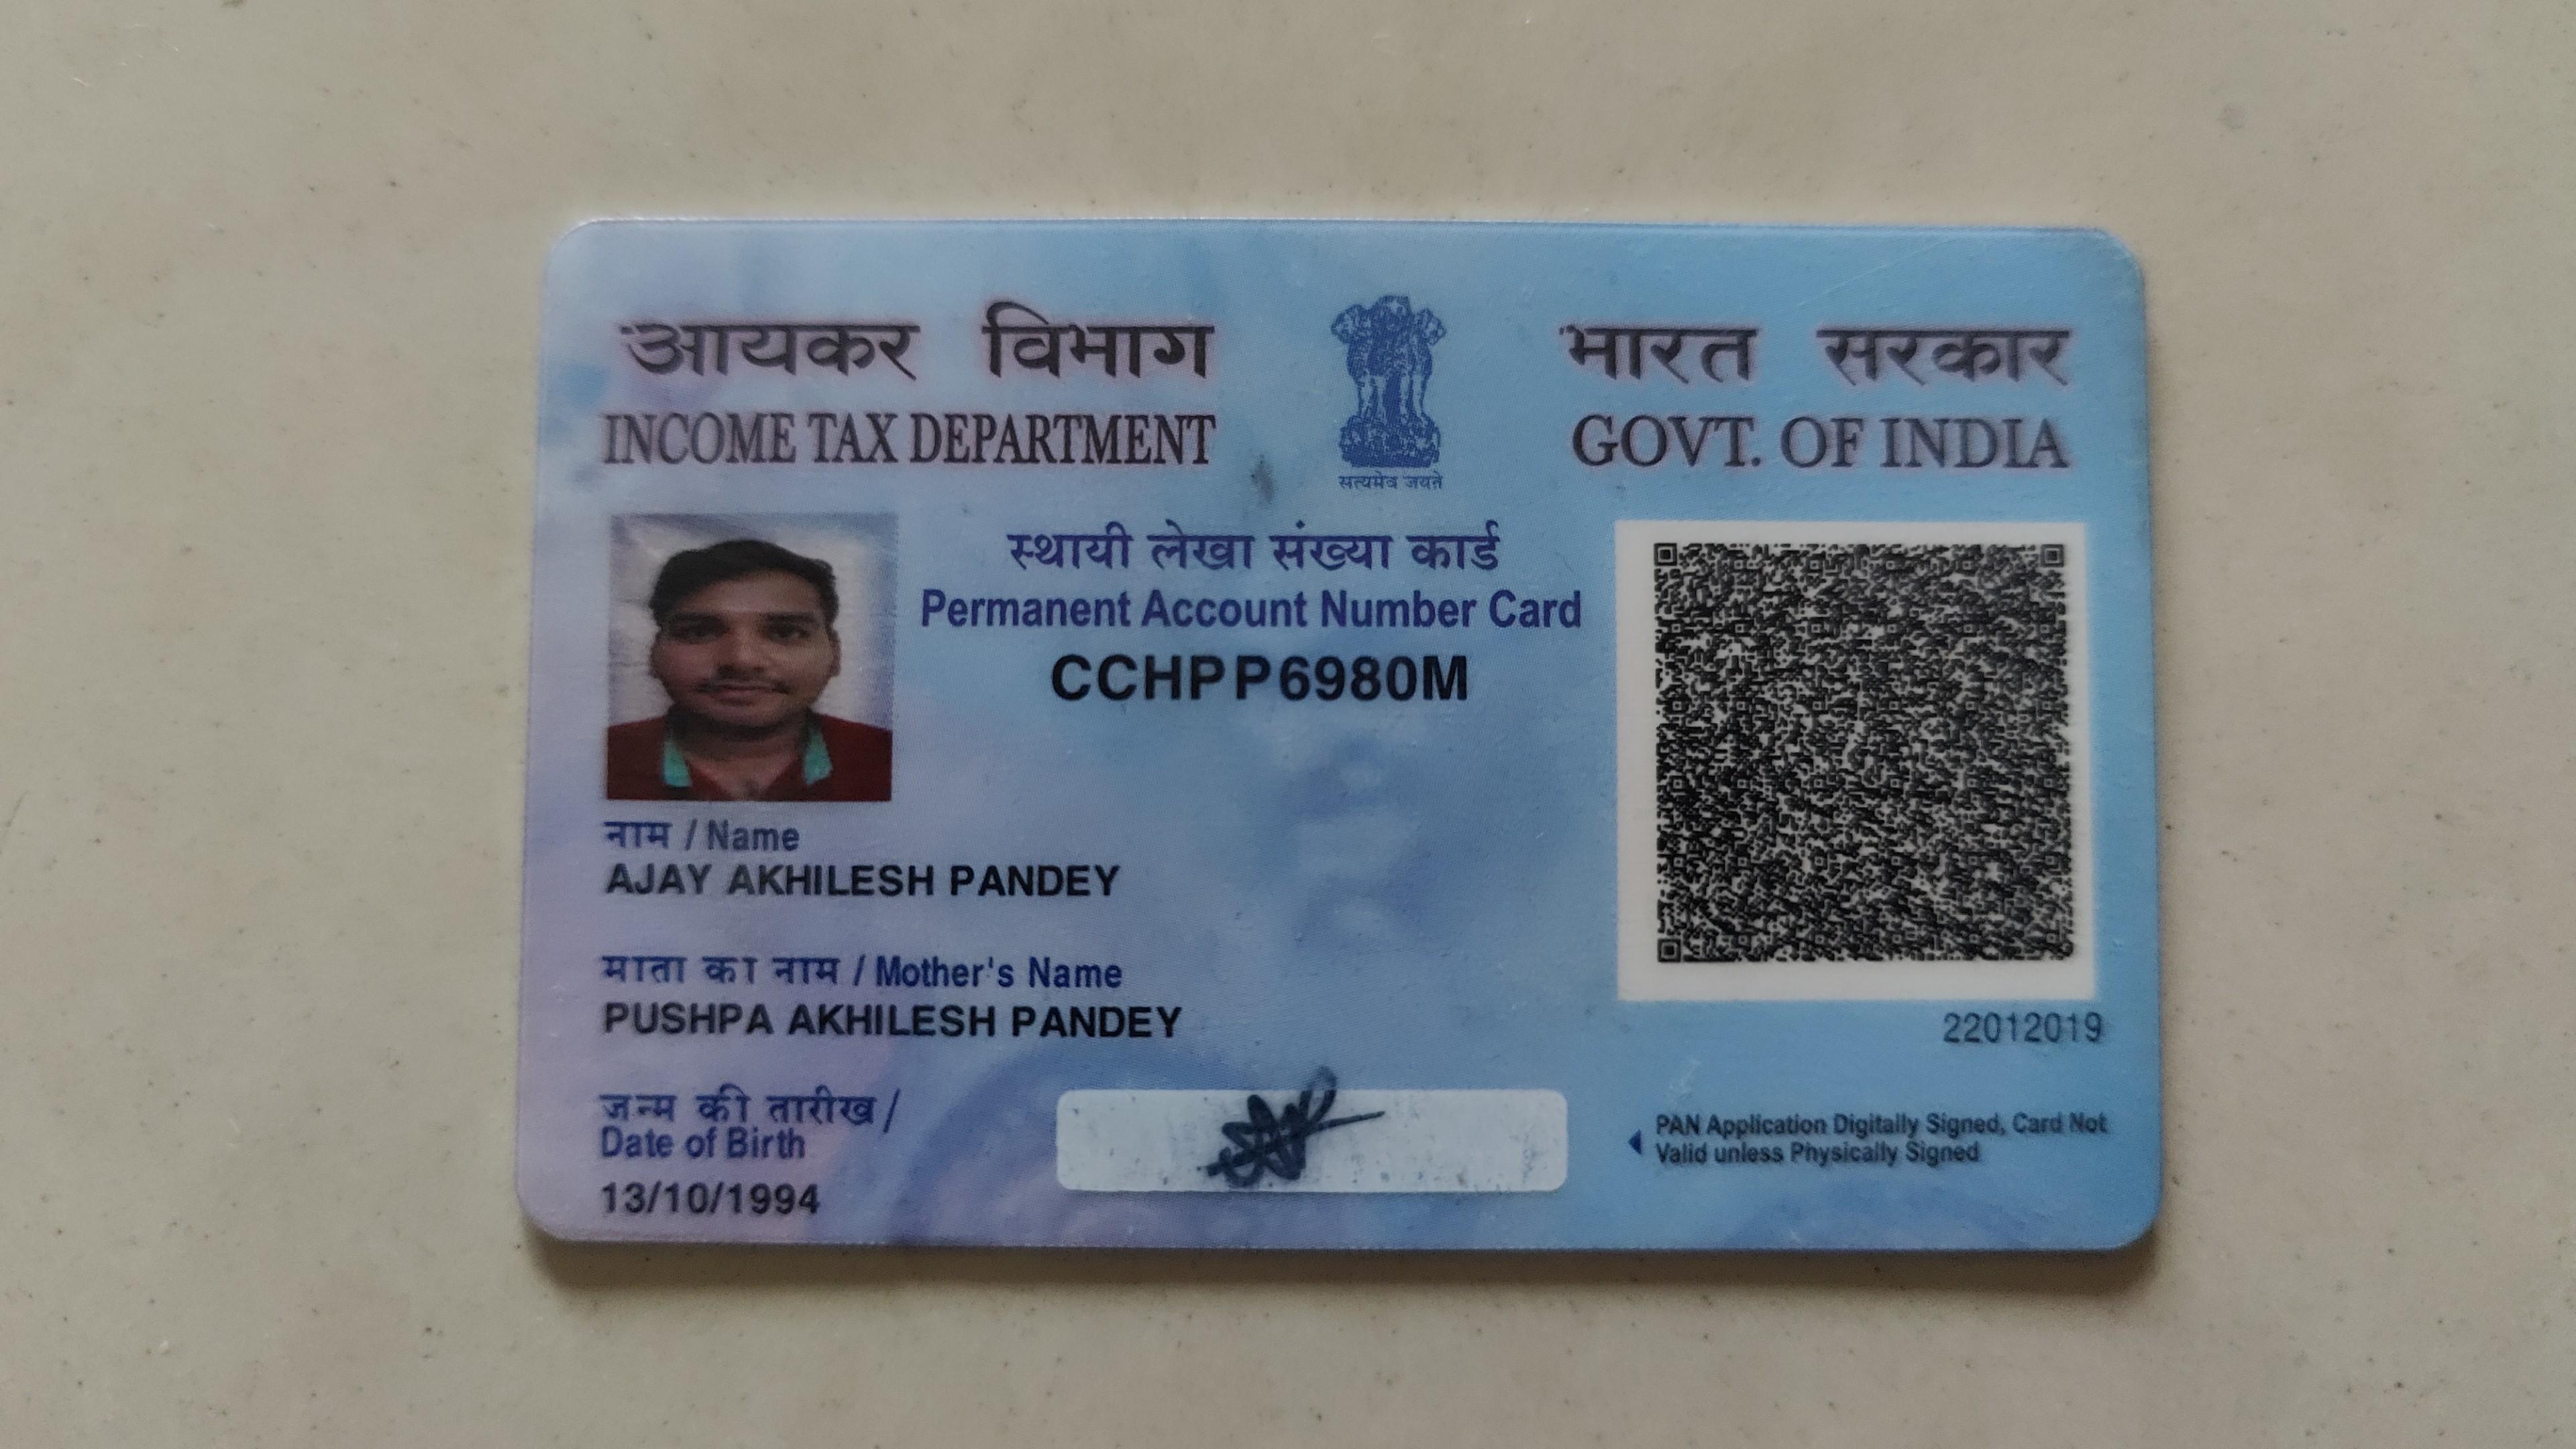 आयकर विभाग
INCOME TAX DEPARTMENT
सत्यमेव जयते
भारत सरकार
GOVT. OF INDIA
स्थायी लेखा संख्या कार्ड
Permanent Account Number Card
CCHPP6980M
नाम / Name
AJAY AKHILESH PANDEY
माता का नाम / Mother's Name
PUSHPA AKHILESH PANDEY
जन्म की तारीख /
Date of Birth
13/10/1994
22012019
PAN Application Digitally Signed, Card Not
Valid unless Physically Signed